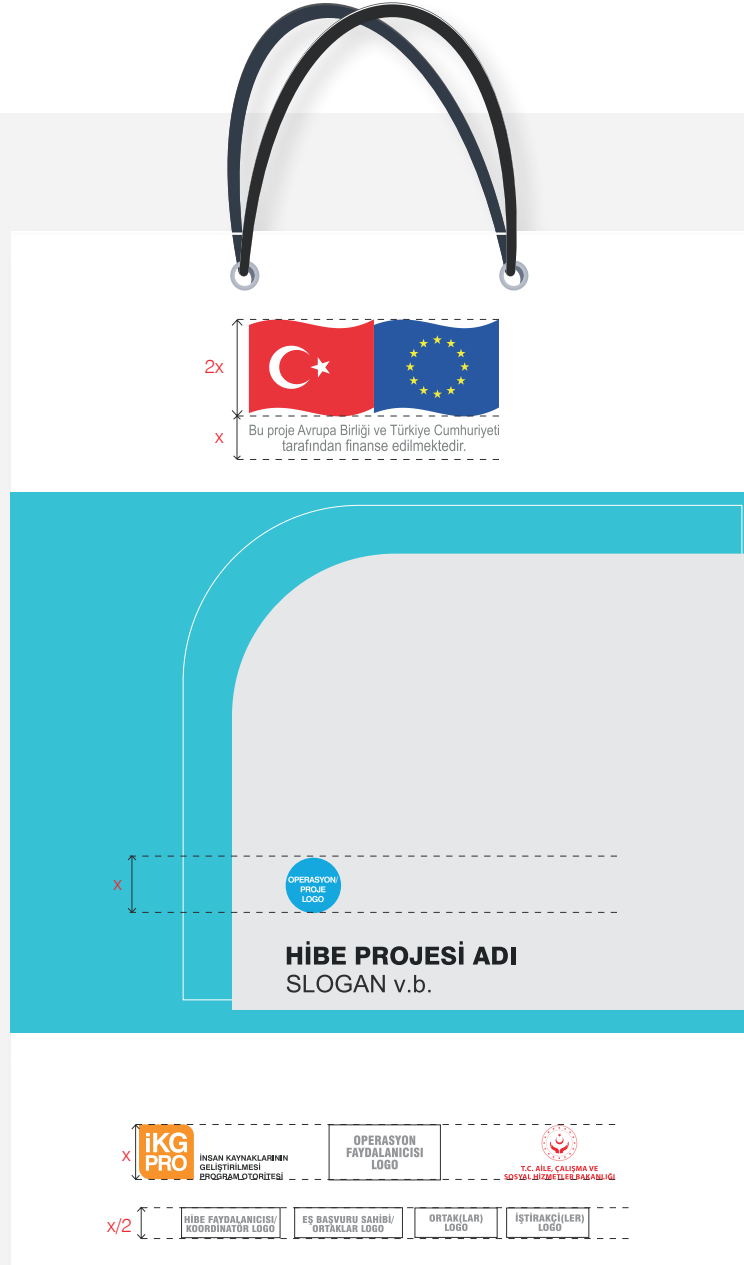 2x
x
Bu proje Avrupa Birliği ve Türkiye Cumhuriyeti
tarafından finanse edilmektedir.
x
OPERASYON/
PROJE
LOGO
HİBE PROJESİ ADI
SLOGAN v.b.
x
iKG
PRO
İNSAN KAYNAKLARININ
GELİŞTİRİLMESİ
PROGRAM OTORİTESİ
OPERASYON
FAYDALANICISI
LOGO
T.C. AİLE, ÇALIŞMA VE
SOSYAL HİZMETLER BAKANLIĞI
x/2
HİBE FAYDALANICISI/
KOORDİNATÖR LOGO
EŞ BAŞVURU SAHİBİ/
ORTAKLAR LOGO
ORTAK(LAR)
LOGO
İŞTİRAKÇİ(LER)
LOGO